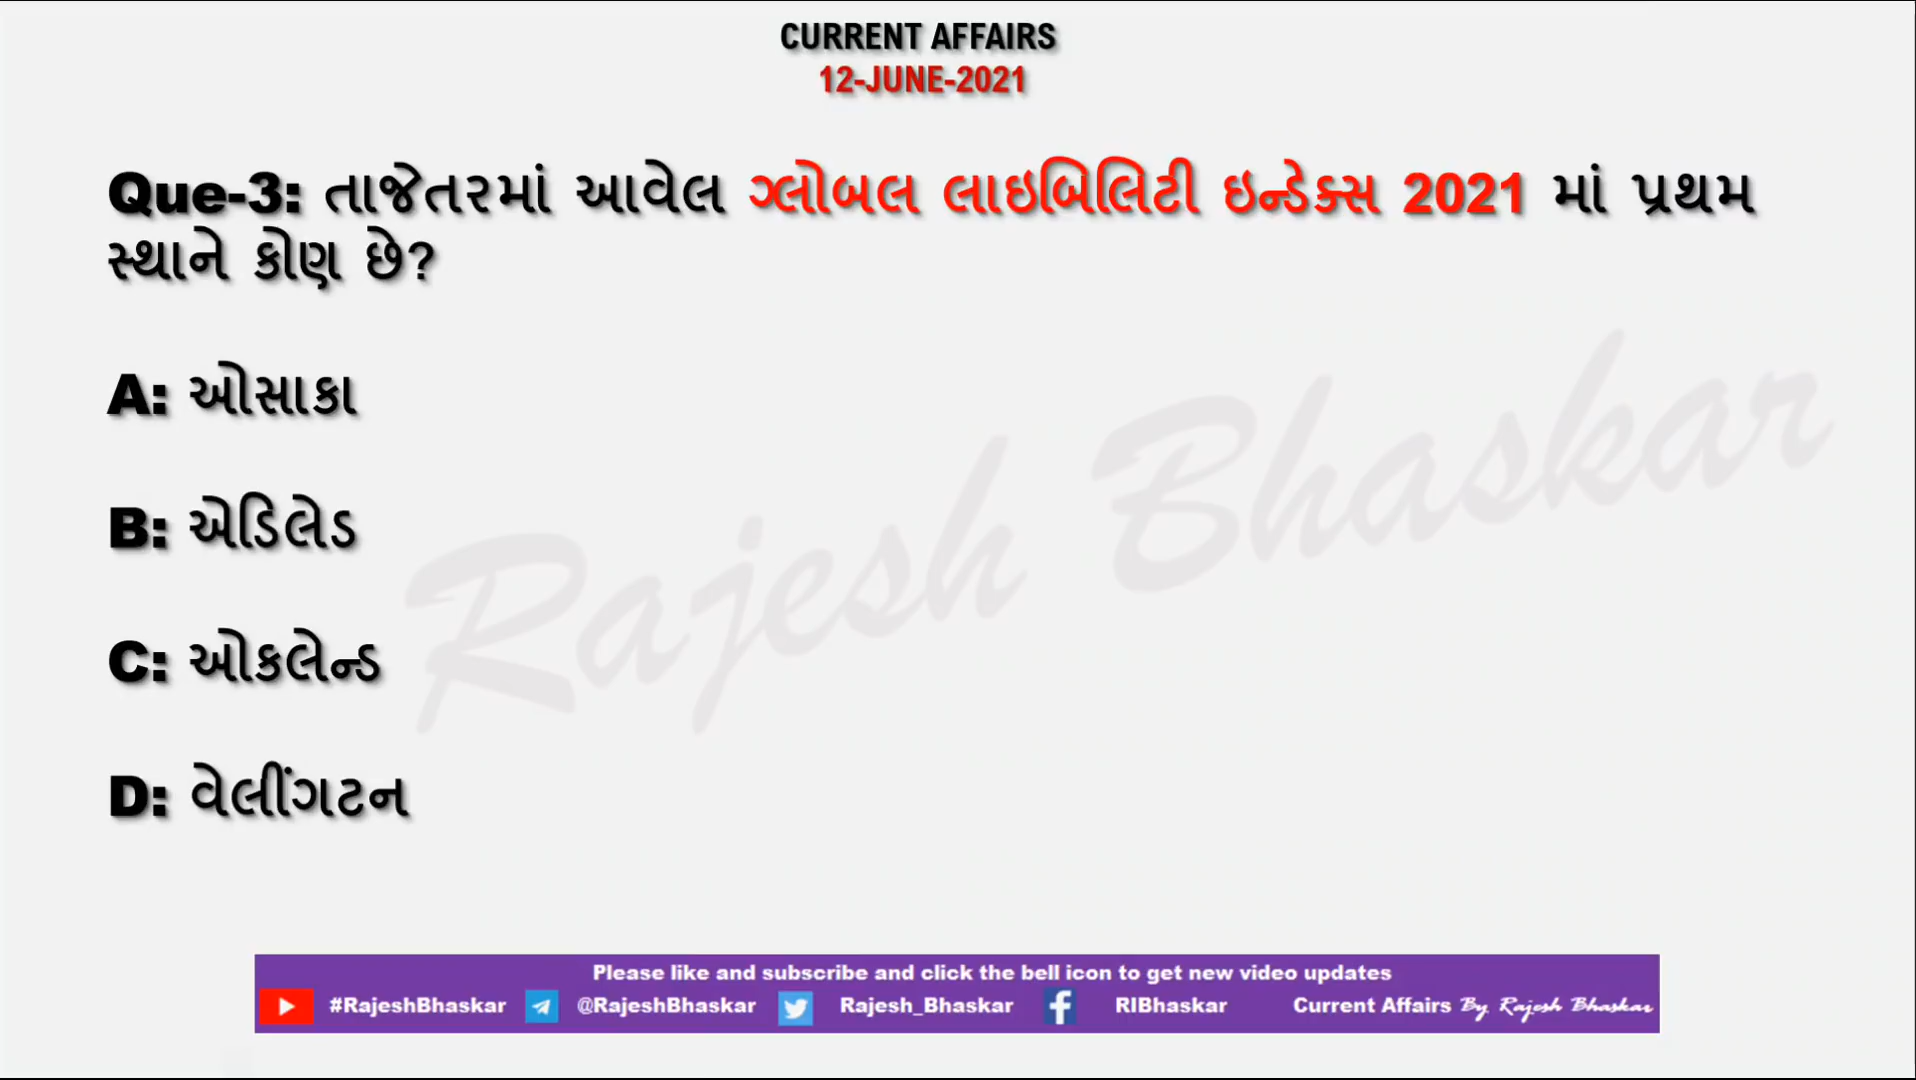 CURRENT AFFAIRS
12-JUNE-2021
Que-3: તાજેતરમાં આવેલ ગ્લોબલ લાઇબિલિટી ઇન્ડેક્સ 2021 માં પ્રથમ
સ્થાને કોણ છે?
A: ઓસાકા
B: એડિલેડ
C: ઓકલેન્ડ
D: વેલીંગટન
Rajesh Bhaskar
Please like and subscribe and click the bell icon to get new video updates
#RajeshBhaskar @RajeshBhaskar Rajesh_Bhaskar RIBhaskar Current Affairs By Rajesh Bhaskar